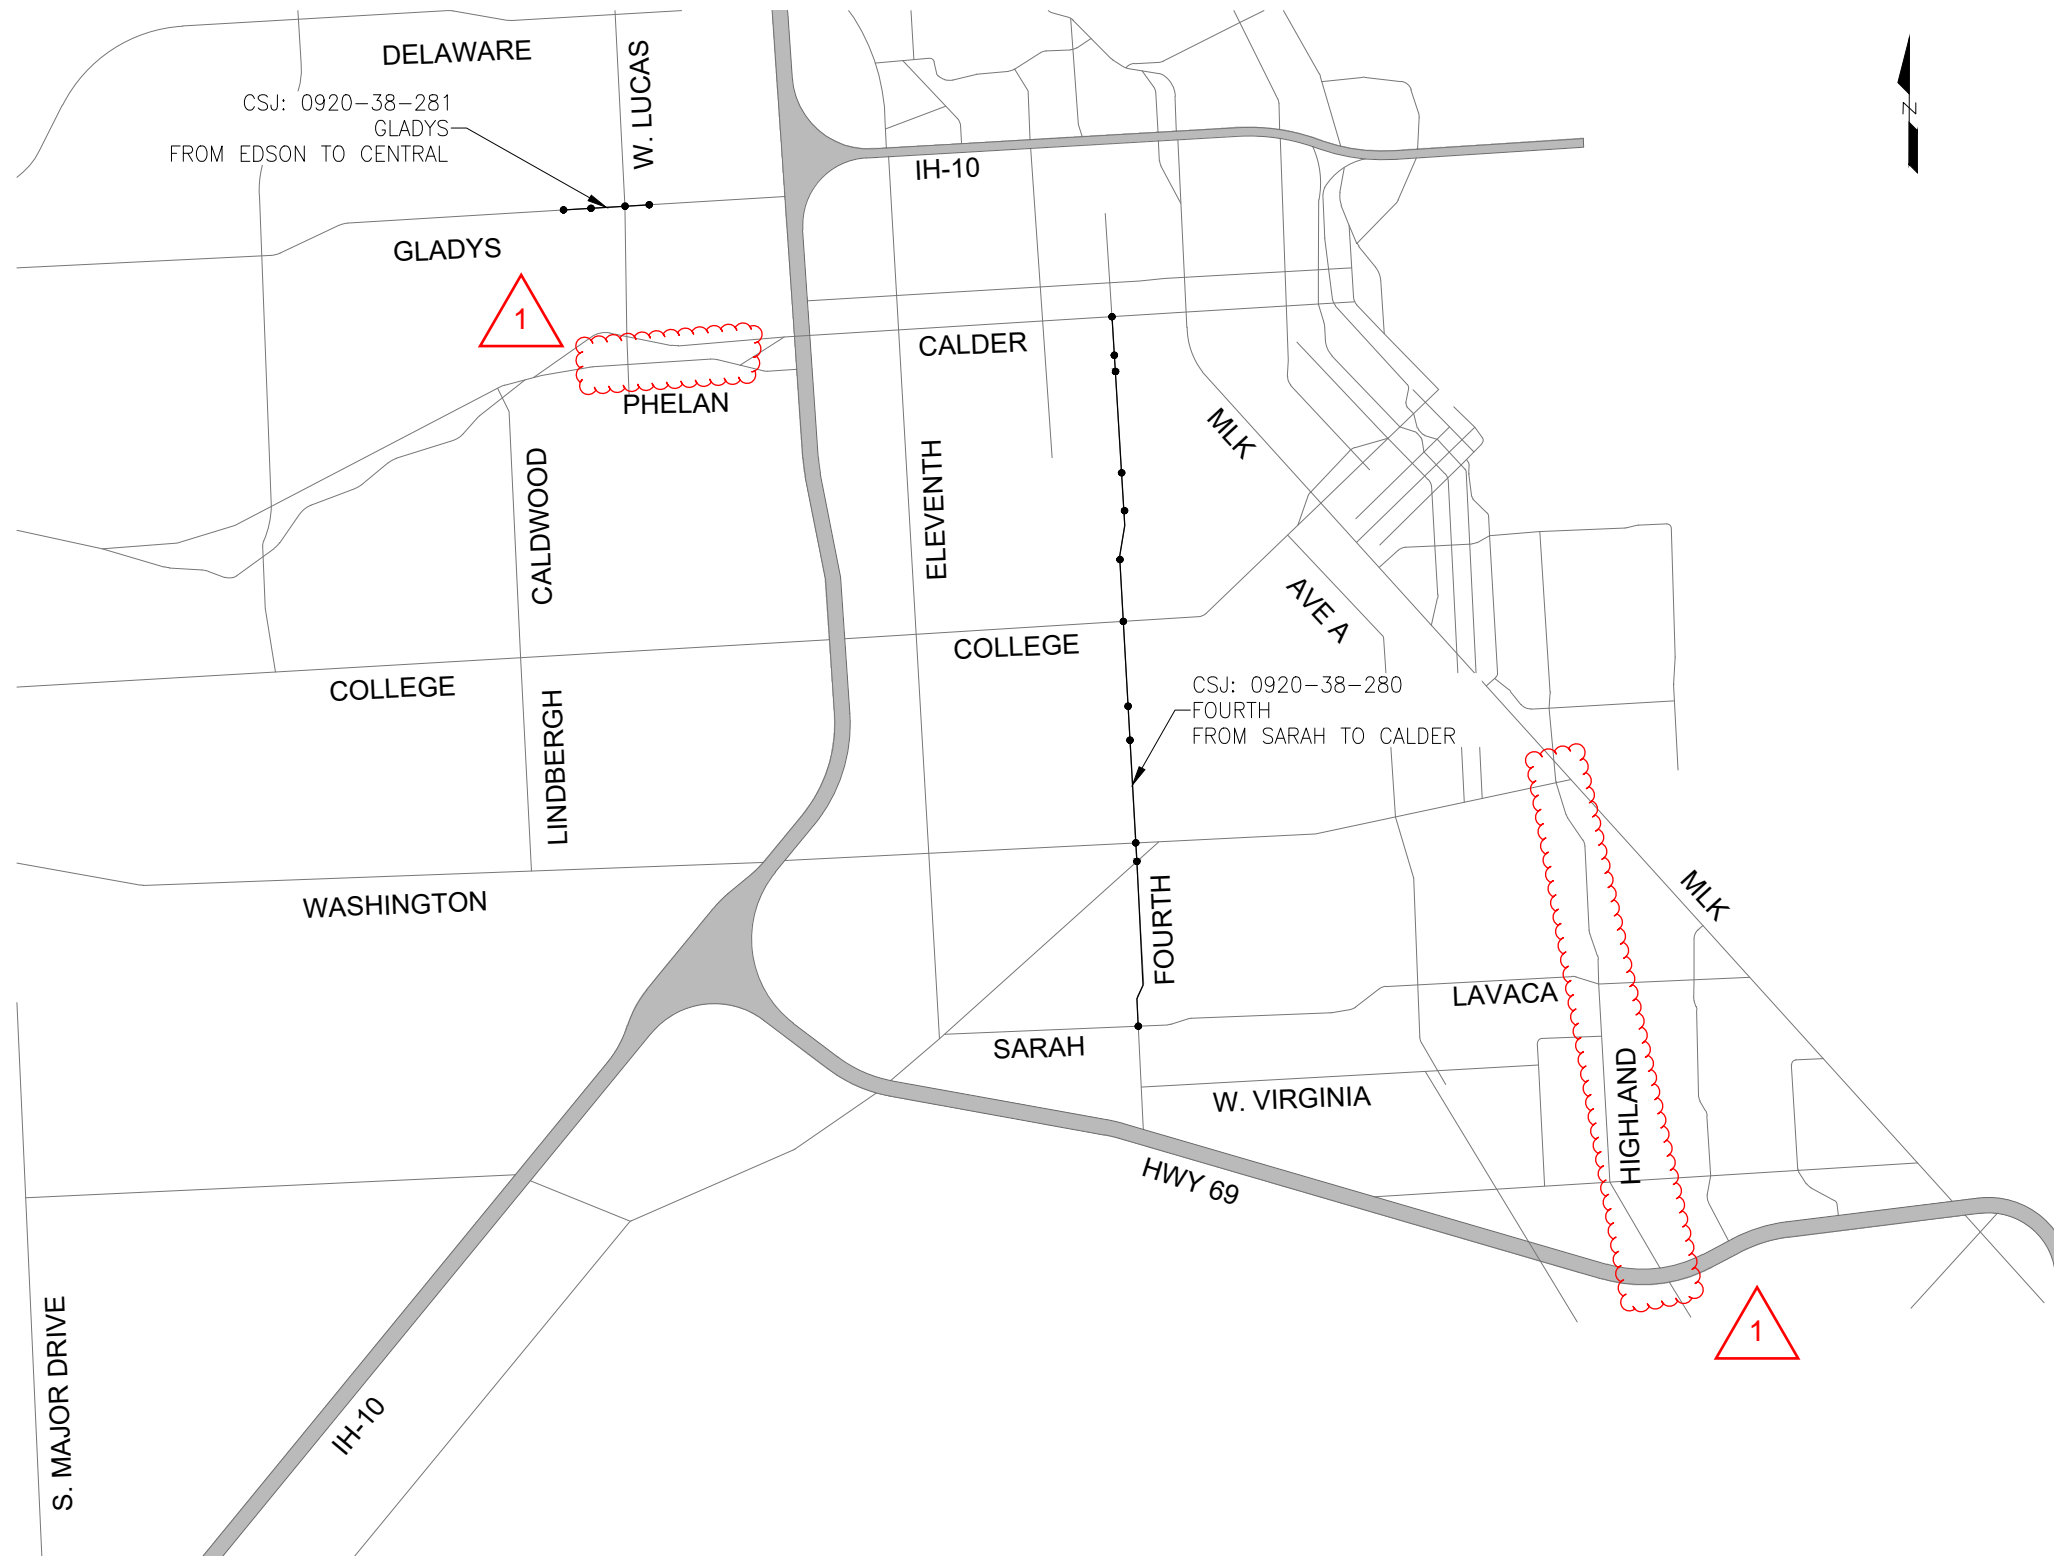 DELAWARE
W. LUCAS
CSJ: 0920-38-281
GLADYS
FROM EDSON TO CENTRAL
N
IH-10
GLADYS
1
CALDER
PHELAN
MLK
CALDWOOD
ELEVENTH
AVE A
COLLEGE
COLLEGE
CSJ: 0920-38-280
FOURTH
FROM SARAH TO CALDER
LINDBERGH
WASHINGTON
MLK
FOURTH
LAVACA
SARAH
W. VIRGINIA
HIGHLAND
HWY 69
1
S. MAJOR DRIVE
IH-10